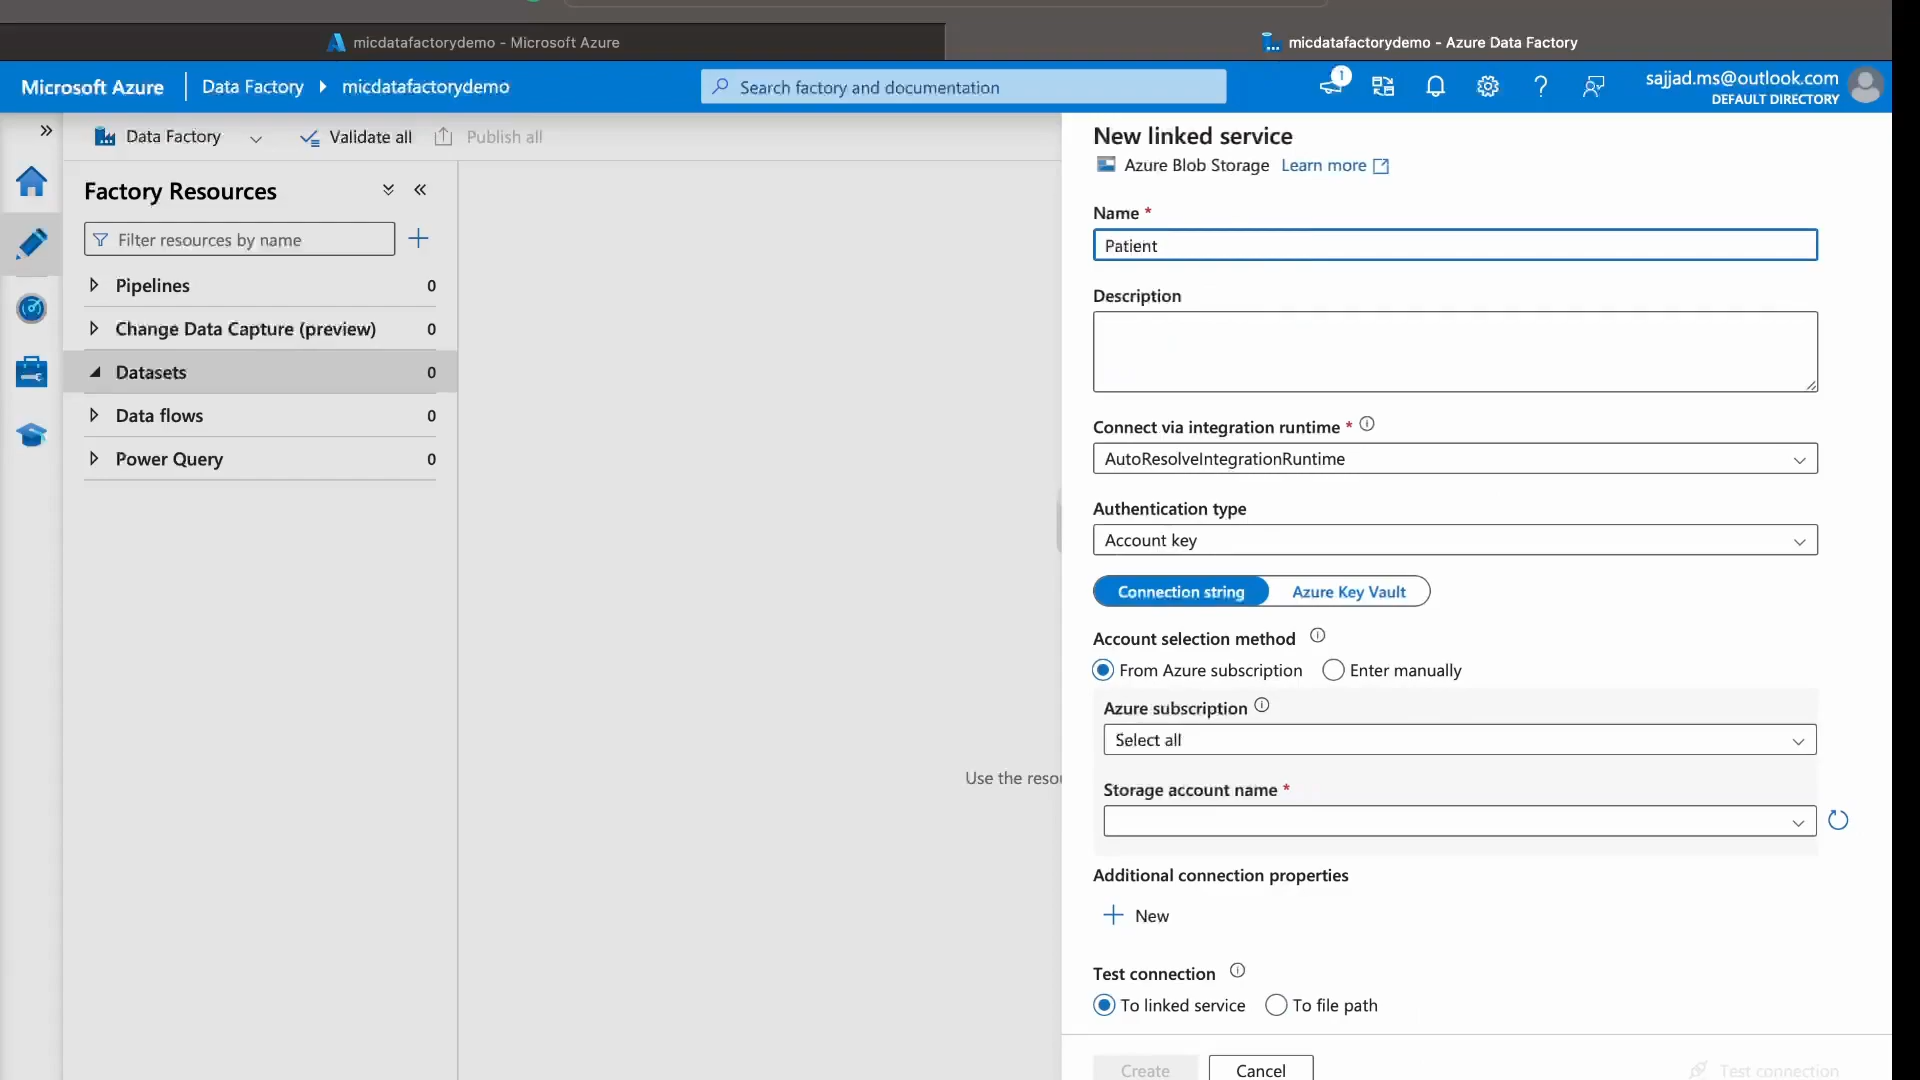 micdatafactorydemo - Microsoft Azure
micdatafactorydemo - Azure Data Factory
Microsoft Azure
Data Factory
micdatafactorydemo
Search factory and documentation
1
sajjad.ms@outlook.com
DEFAULT DIRECTORY
Data Factory
Validate all
Publish all
Factory Resources
Filter resources by name
Pipelines 0
Change Data Capture (preview) 0
Datasets 0
Data flows 0
Power Query 0
Use the resou
New linked service
Azure Blob Storage Learn more
Name *
Patient
Description
Connect via integration runtime *
AutoResolveIntegrationRuntime
Authentication type
Account key
Connection string Azure Key Vault
Account selection method
From Azure subscription Enter manually
Azure subscription
Select all
Storage account name *
Additional connection properties
New
Test connection
To linked service To file path
Create Cancel Test connection